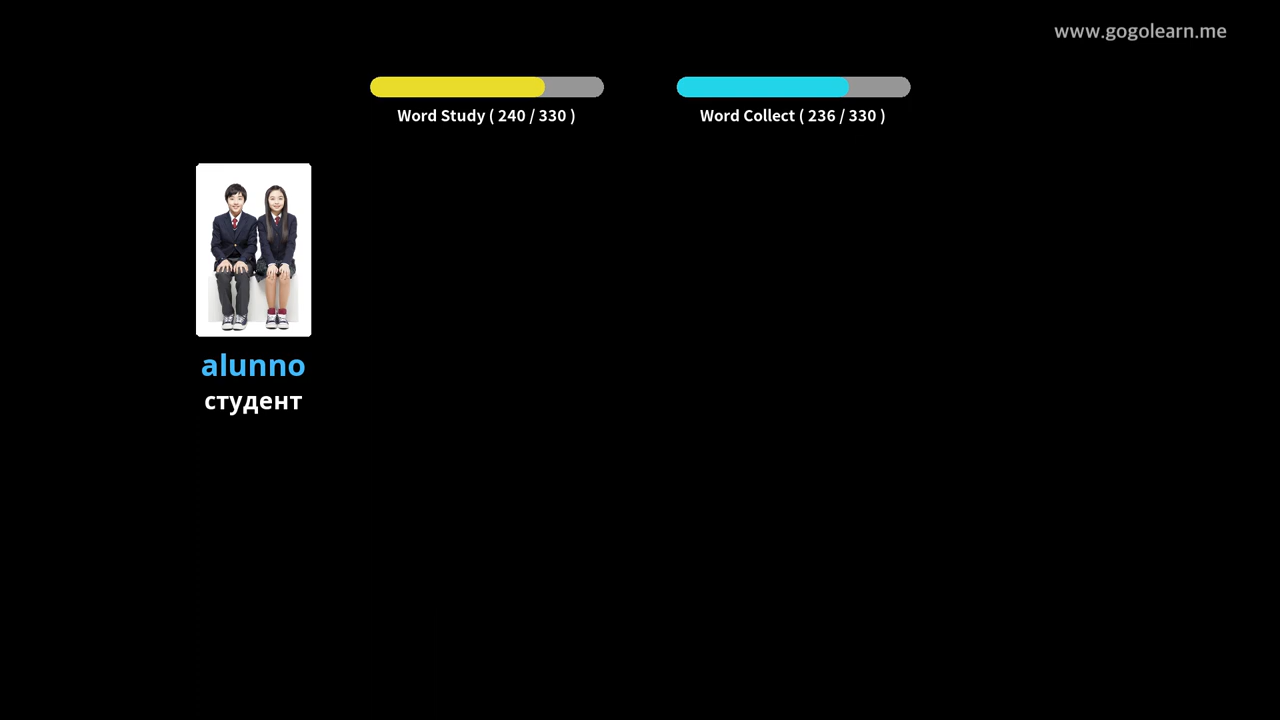 www.gogolearn.me
Word Study ( 240 / 330 )
Word Collect ( 236 / 330 )
alunno
студент